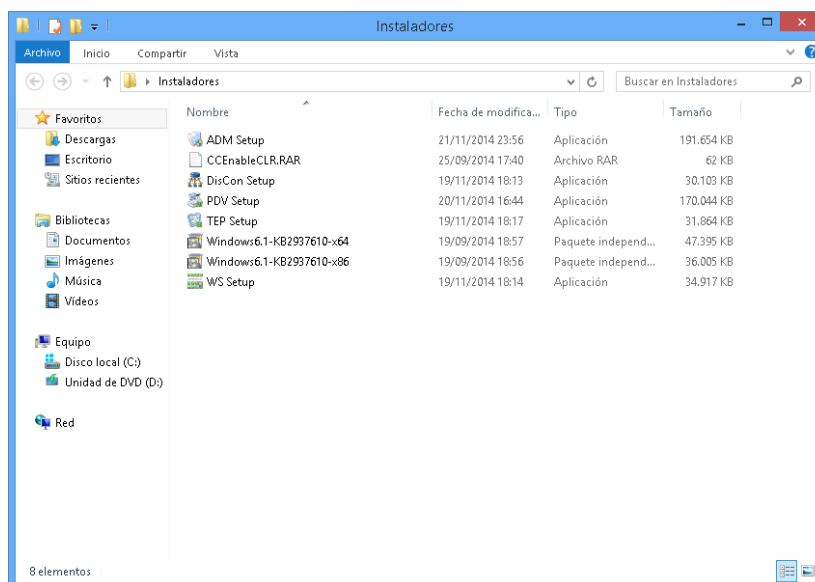 Instaladores
Archivo Inicio Compartir Vista
Instaladores Buscar en Instaladores
Nombre Fecha de modifica... Tipo Tamaño
Favoritos
Descargas
Escritorio
Sitios recientes
Bibliotecas
Documentos
Imágenes
Música
Vídeos
Equipo
Disco local (C:)
Unidad de DVD (D:)
Red
ADM Setup 21/11/2014 23:56 Aplicación 191.654 KB
CCEnableCLR.RAR 25/09/2014 17:40 Archivo RAR 62 KB
DisCon Setup 19/11/2014 18:13 Aplicación 30.103 KB
PDV Setup 20/11/2014 16:44 Aplicación 170.044 KB
TEP Setup 19/11/2014 18:17 Aplicación 31.864 KB
Windows6.1-KB2937610-x64 19/09/2014 18:57 Paquete independ... 47.395 KB
Windows6.1-KB2937610-x86 19/09/2014 18:56 Paquete independ... 36.005 KB
WS Setup 19/11/2014 18:14 Aplicación 34.917 KB
8 elementos